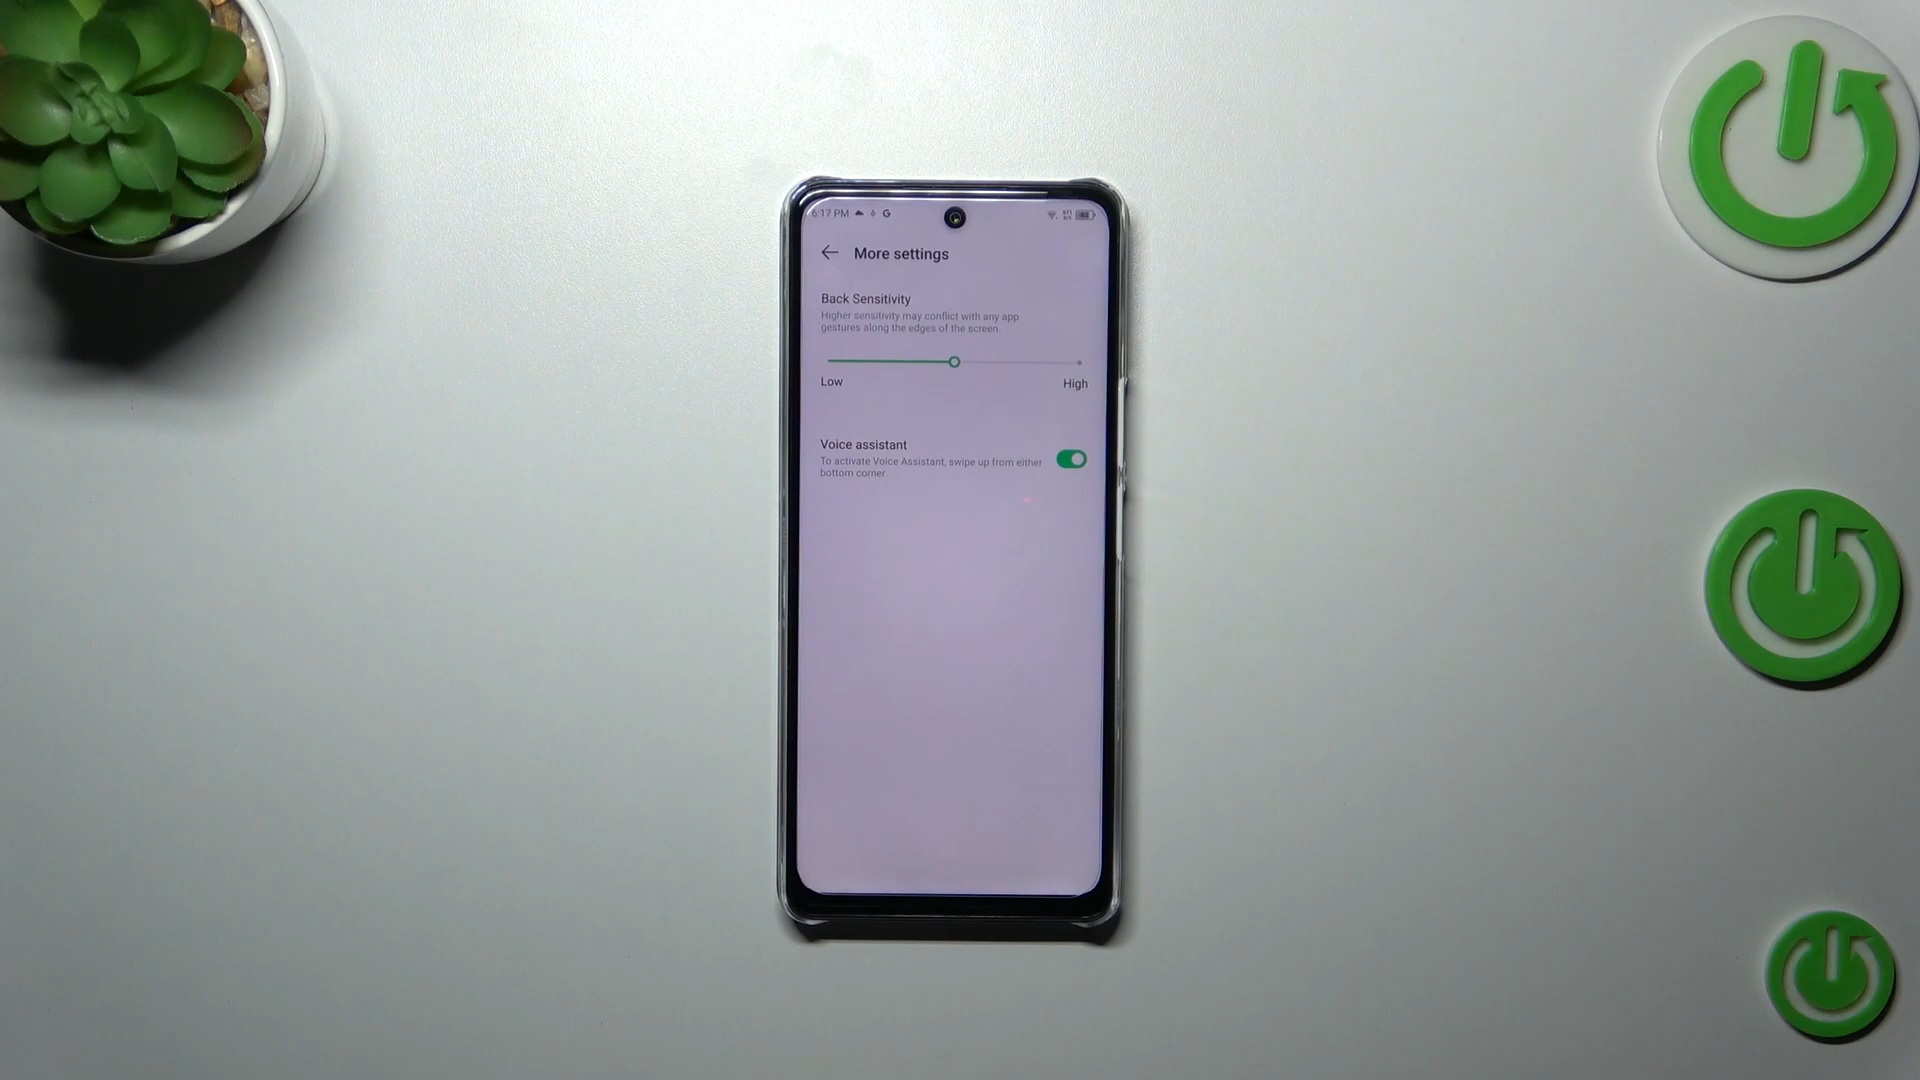 6:17 PM
More settings
Back Sensitivity
Higher sensitivity may conflict with any app
gestures along the edges of the screen.
Low
High
Voice assistant
To activate Voice Assistant, swipe up from either
bottom corner